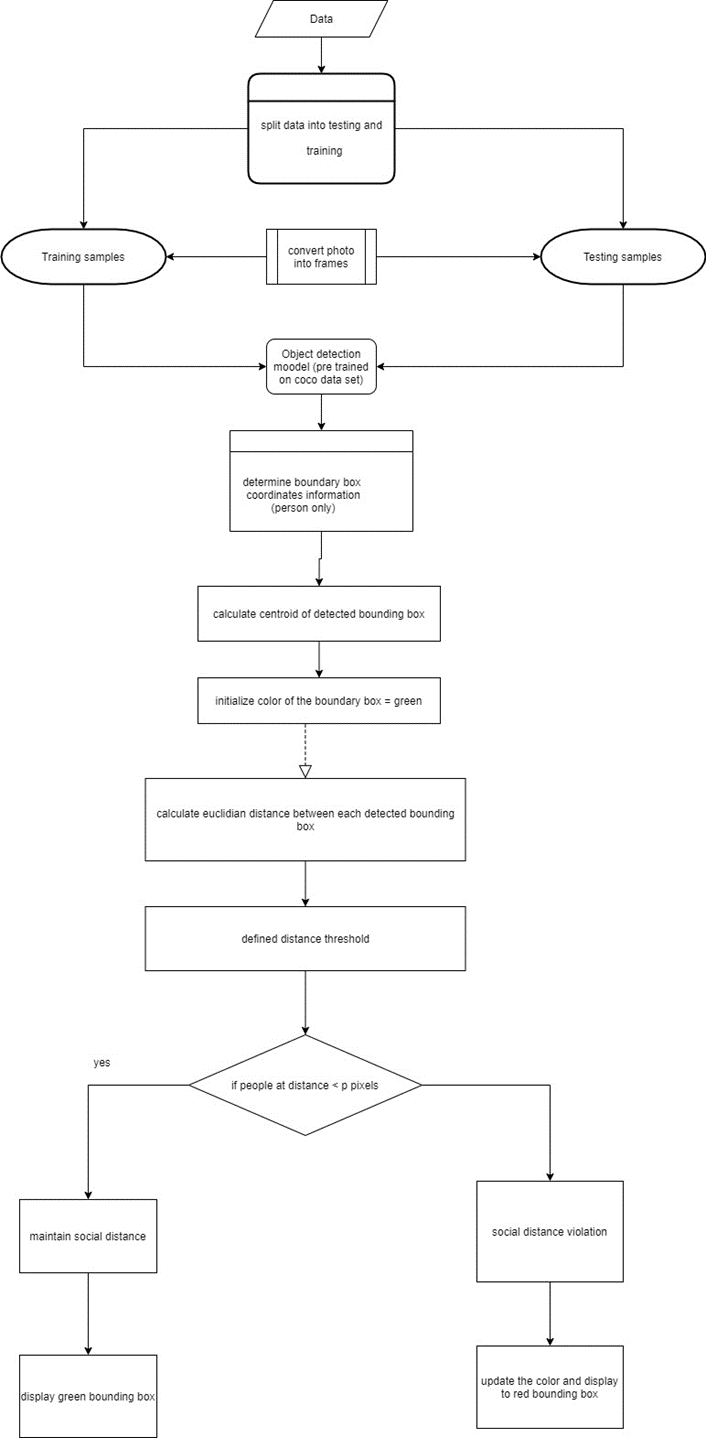 Data
split data into testing and
training
Training samples
convert photo
into frames
Testing samples
Object detection
moodel (pre trained
on coco data set)
determine boundary box
coordinates information
(person only)
calculate centroid of detected bounding box
initialize color of the boundary box = green
calculate euclidian distance between each detected bounding
box
defined distance threshold
yes
if people at distance < p pixels
maintain social distance
social distance violation
display green bounding box
update the color and display
to red bounding box